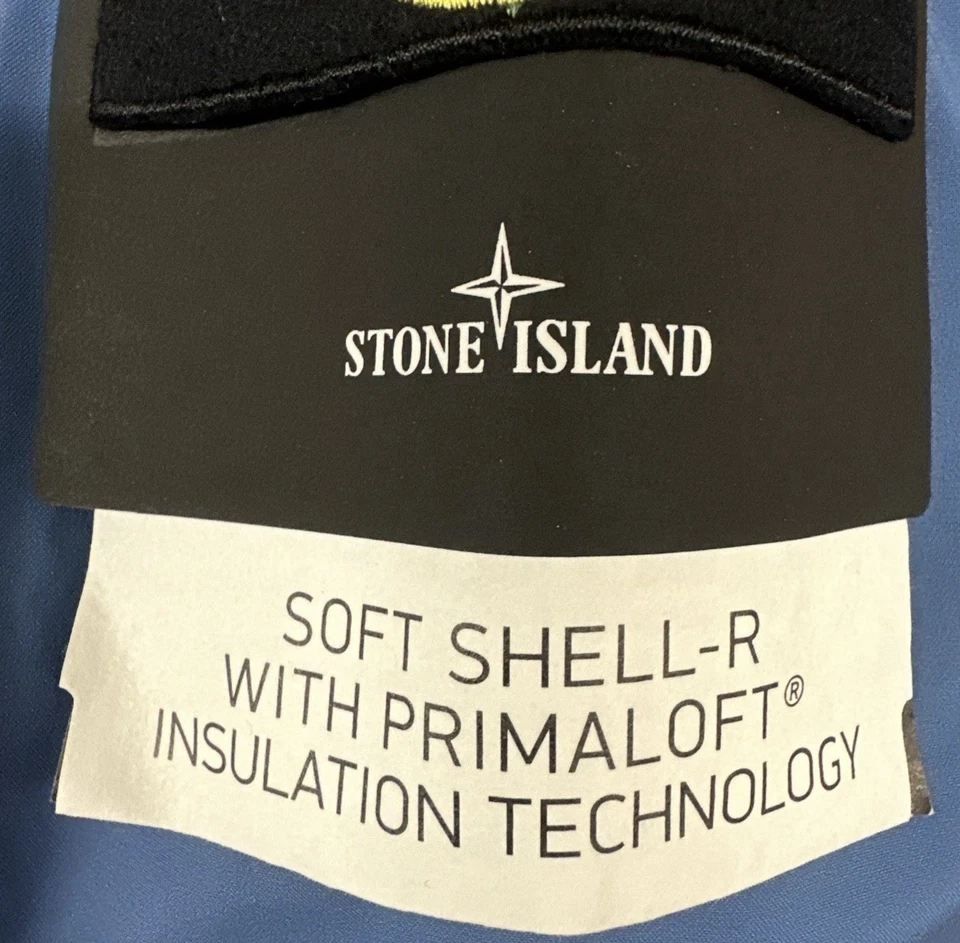 STONE ISLAND
SOFT SHELL-R
WITH PRIMALOFT®
INSULATION TECHNOLOGY